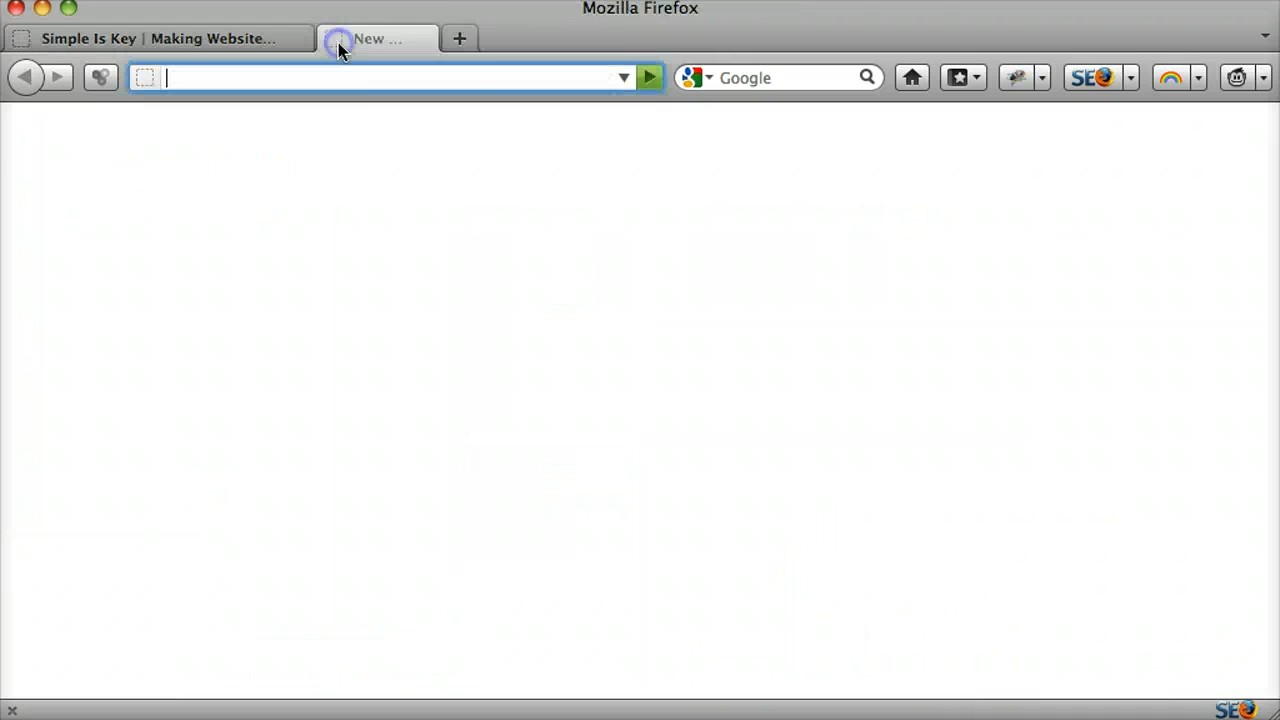 Mozilla Firefox
Simple Is Key | Making Website...
New ...
Google
SEO
SEO